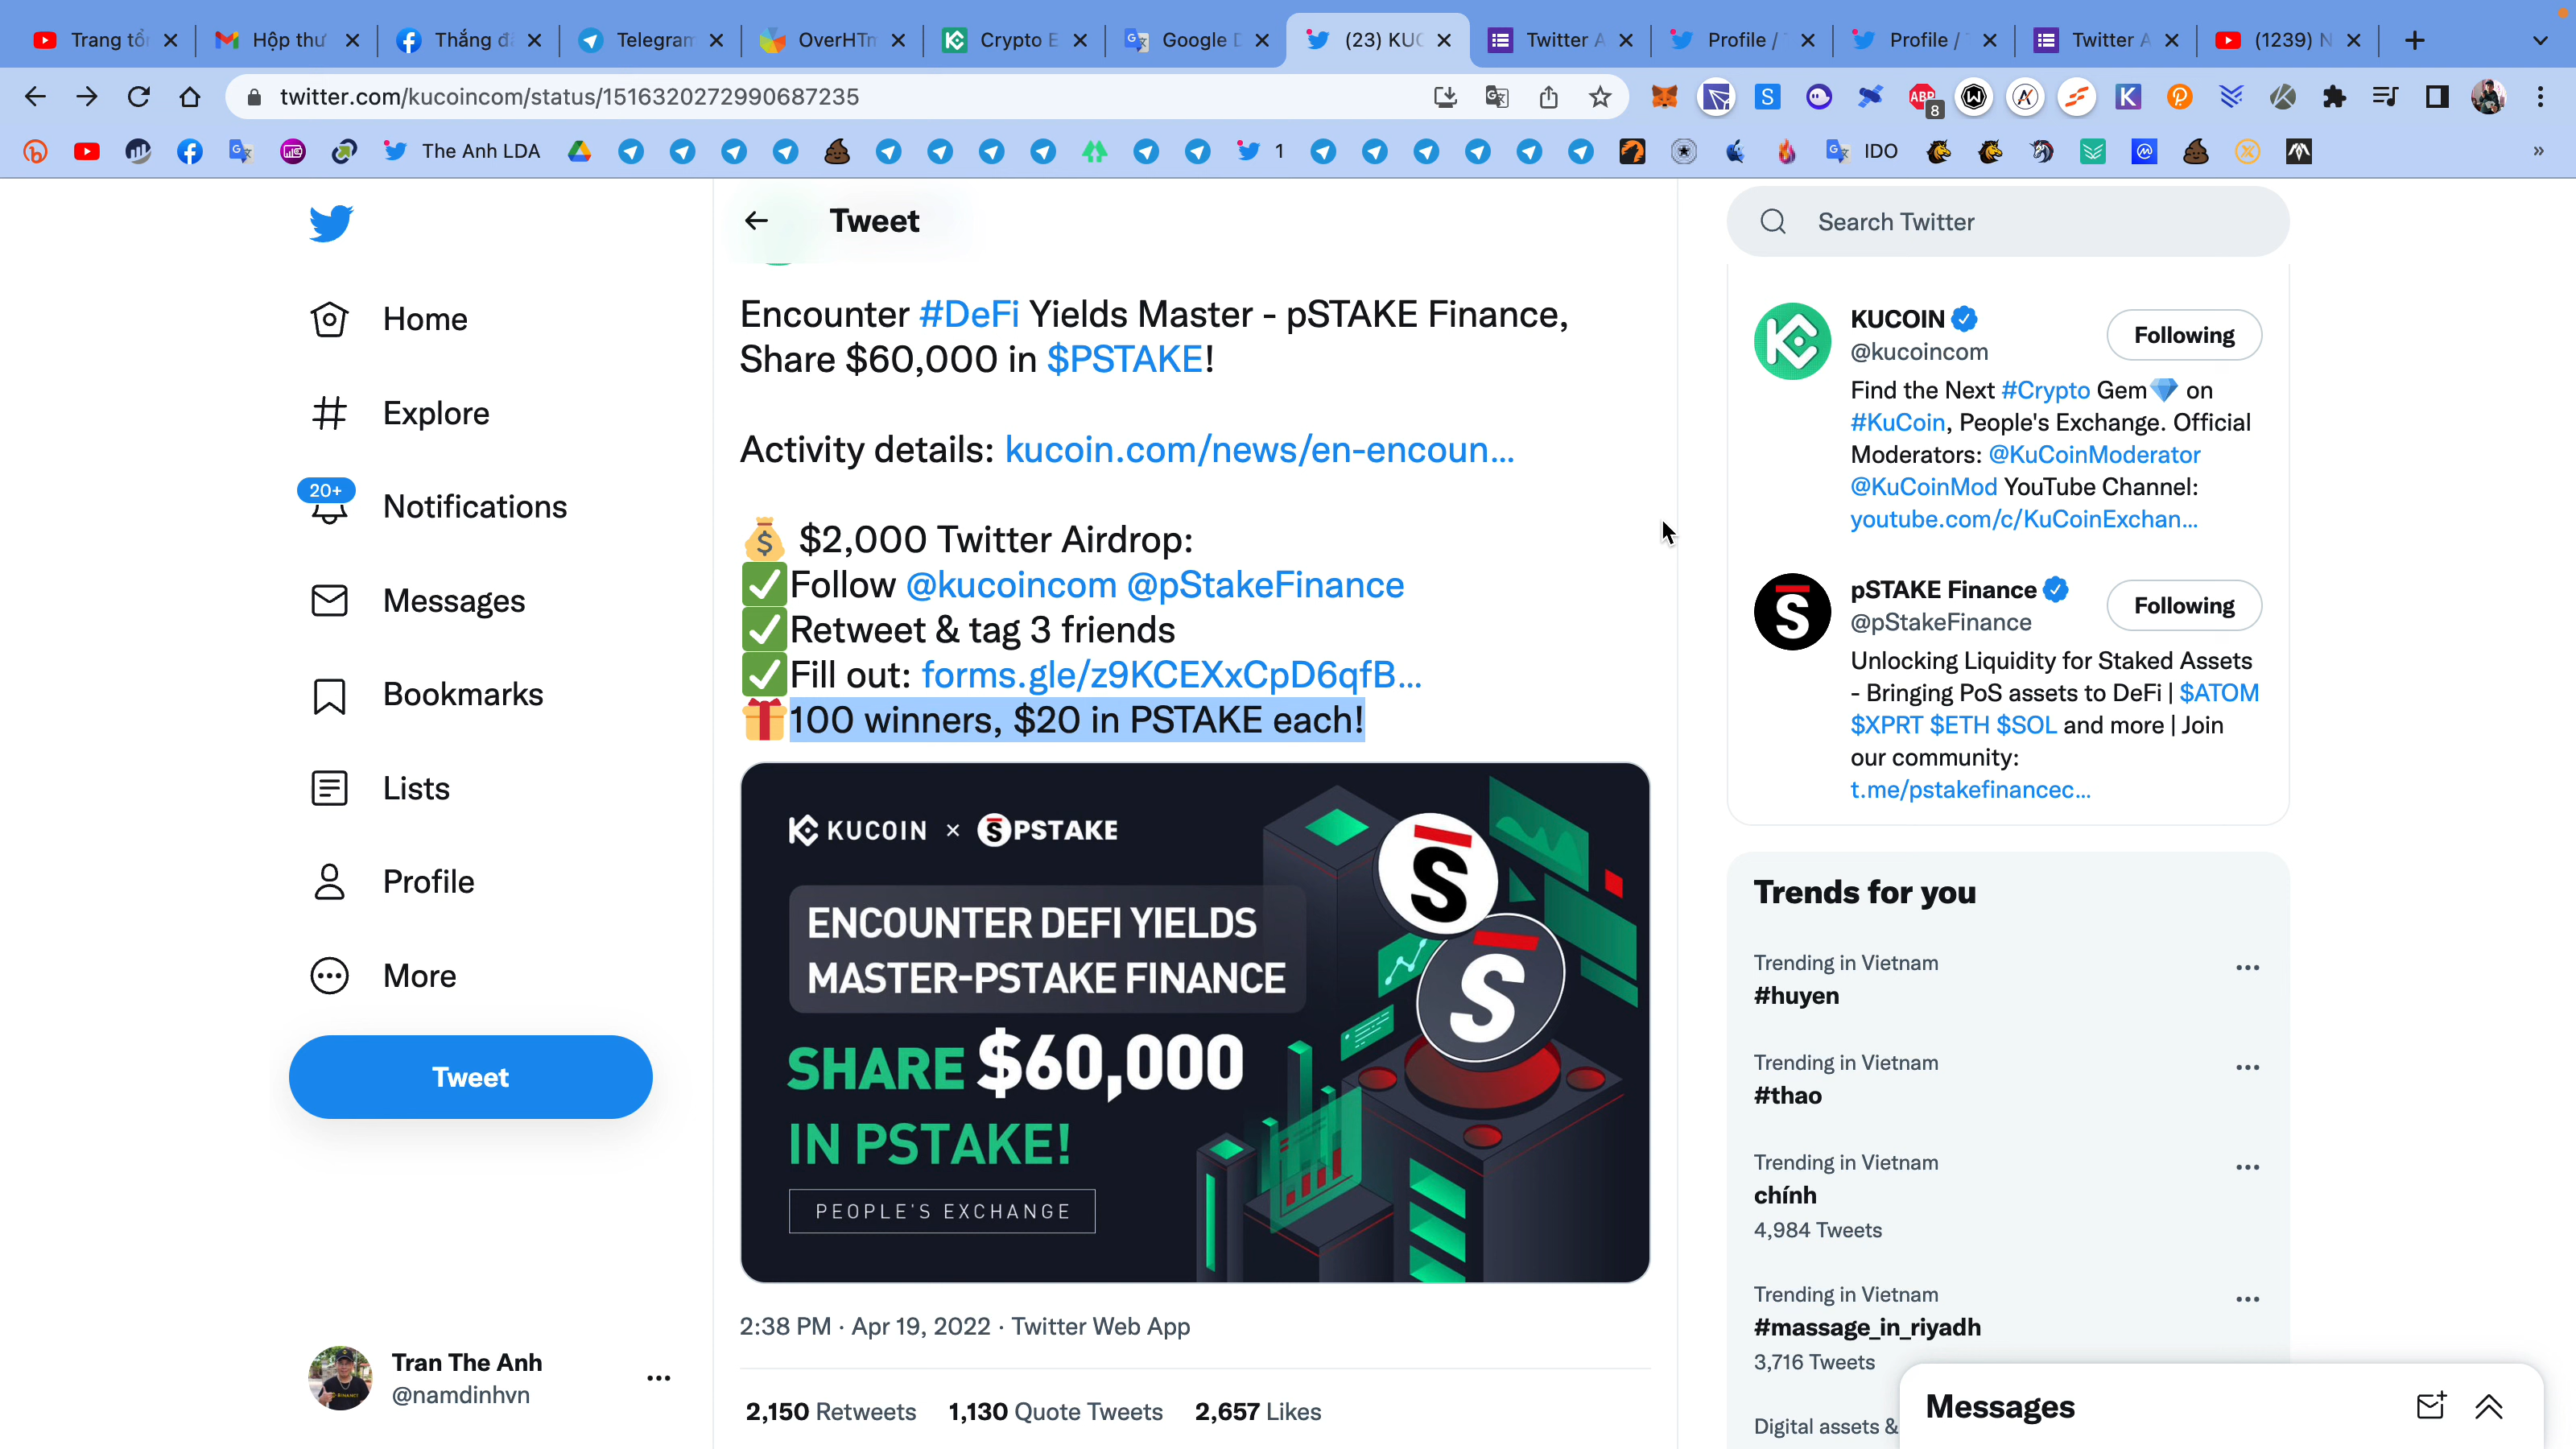 Trang tổ
Hộp thư
Thắng đ
Telegram
OverHTm
Crypto E
Google D
(23) KUC
Twitter A
Profile /
Profile /
Twitter A
(1239) N
twitter.com/kucoincom/status/1516320272990687235
ABP
8
The Anh LDA
1
IDO
Tweet
Search Twitter
Home
Explore
20+
Notifications
Messages
Bookmarks
Lists
Profile
More
Tweet
Tran The Anh
@namdinhvn
Encounter #DeFi Yields Master - pSTAKE Finance,
Share $60,000 in $PSTAKE!
Activity details: kucoin.com/news/en-encoun...
💰 $2,000 Twitter Airdrop:
✅Follow @kucoincom @pStakeFinance
✅Retweet & tag 3 friends
✅Fill out: forms.gle/z9KCEXxCpD6qfB...
🎁100 winners, $20 in PSTAKE each!
KUCOIN × PSTAKE
ENCOUNTER DEFI YIELDS
MASTER-PSTAKE FINANCE
SHARE $60,000
IN PSTAKE!
PEOPLE'S EXCHANGE
2:38 PM · Apr 19, 2022 · Twitter Web App
2,150 Retweets 1,130 Quote Tweets 2,657 Likes
KUCOIN
@kucoincom
Following
Find the Next #Crypto Gem💎 on
#KuCoin, People's Exchange. Official
Moderators: @KuCoinModerator
@KuCoinMod YouTube Channel:
youtube.com/c/KuCoinExchan...
pSTAKE Finance
@pStakeFinance
Following
Unlocking Liquidity for Staked Assets
- Bringing PoS assets to DeFi | $ATOM
$XPRT $ETH $SOL and more | Join
our community:
t.me/pstakefinancec...
Trends for you
Trending in Vietnam
#huyen
Trending in Vietnam
#thao
Trending in Vietnam
chính
4,984 Tweets
Trending in Vietnam
#massage_in_riyadh
3,716 Tweets
Digital assets &
Messages